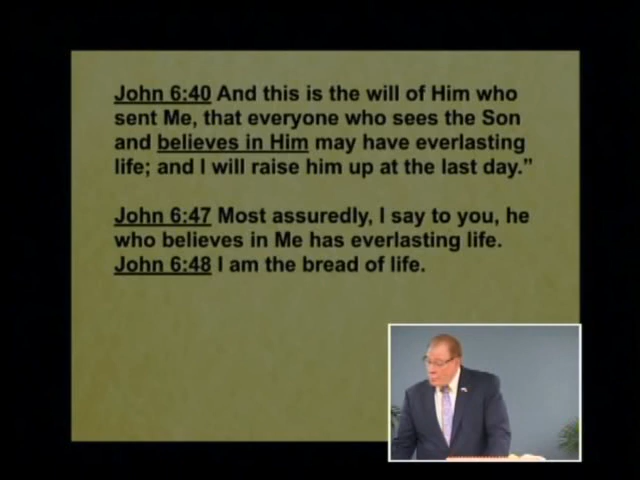 John 6:40 And this is the will of Him who
sent Me, that everyone who sees the Son
and believes in Him may have everlasting
life; and I will raise him up at the last day.”
John 6:47 Most assuredly, I say to you, he
who believes in Me has everlasting life.
John 6:48 I am the bread of life.